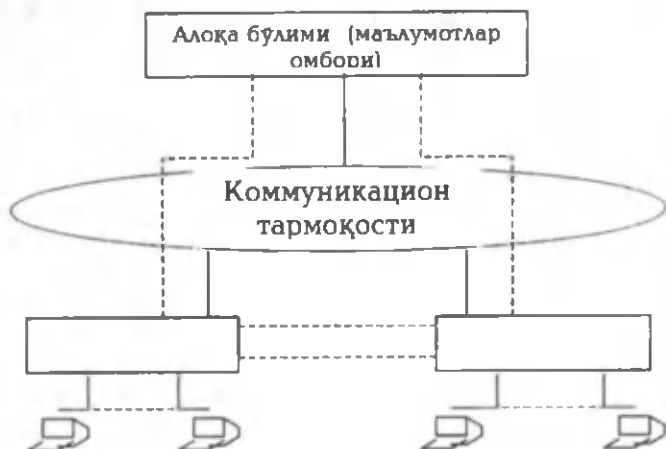 Алоқа бўлими (маълумотлар
омбори)
Коммуникацион
тармоқости